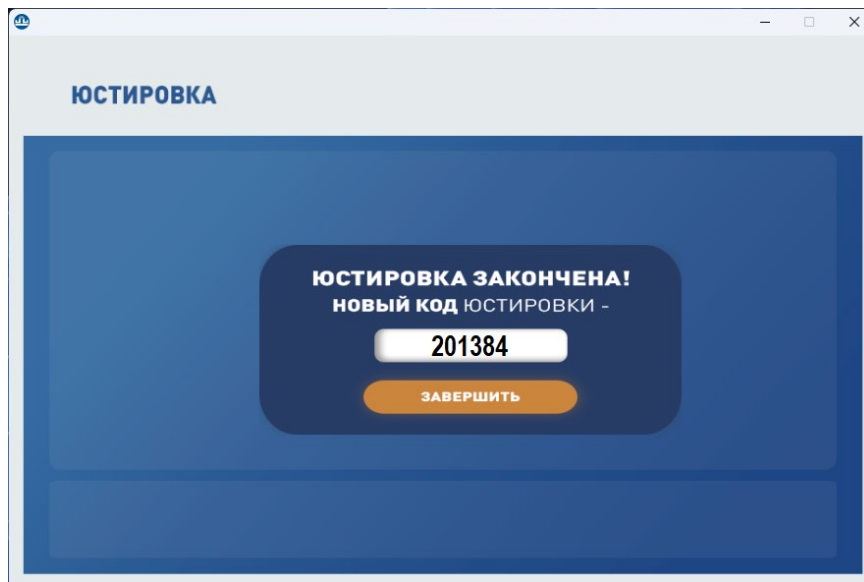 ЮСТИРОВКА
ЮСТИРОВКА ЗАКОНЧЕНА!
НОВЫЙ КОД ЮСТИРОВКИ -
201384
ЗАВЕРШИТЬ